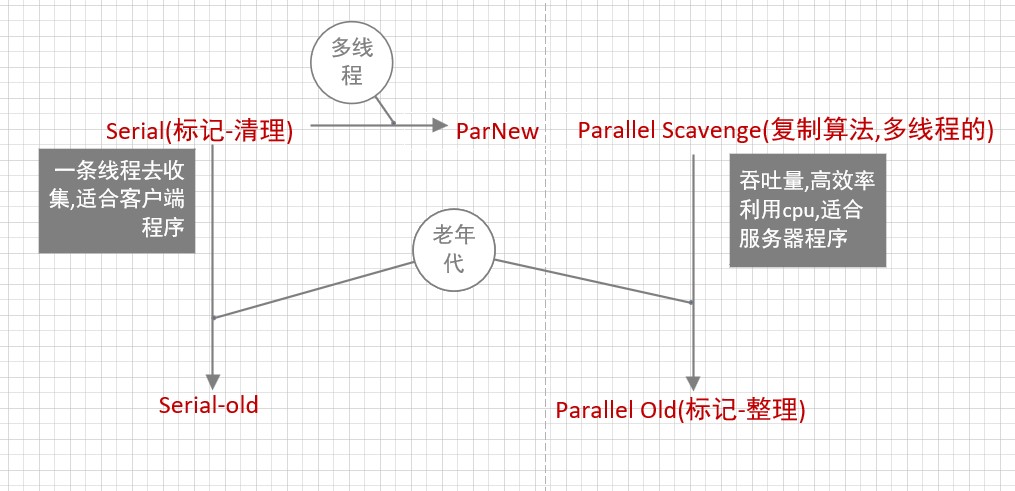 多线
程
Serial(标记-清理)
ParNew
Parallel Scavenge(复制算法,多线程的)
一条线程去收
集,适合客户端
程序
吞吐量,高效率
利用cpu,适合
服务器程序
老年
代
Serial-old
Parallel Old(标记-整理)